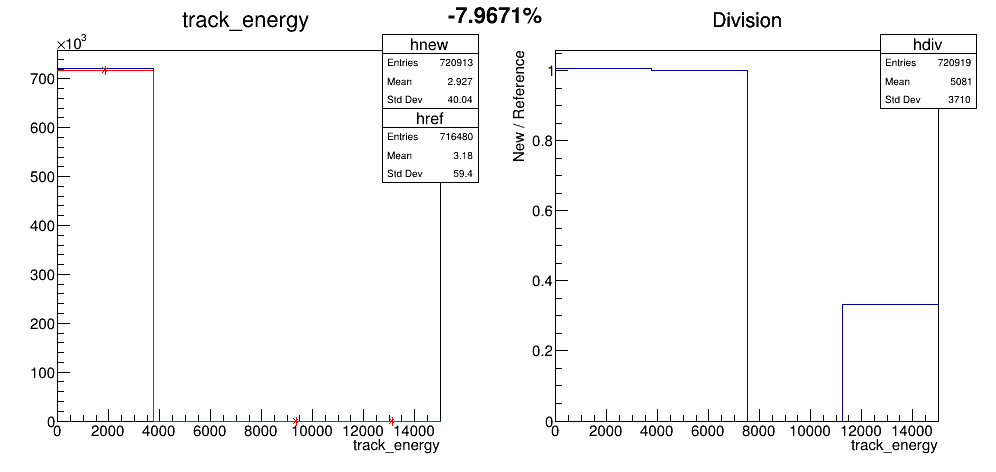 track_energy
-7.9671%
Division
×10³
hnew
Entries 720913
Mean 2.927
Std Dev 40.04
href
Entries 716480
Mean 3.18
Std Dev 59.4
700
600
500
400
300
200
100
0
0 2000 4000 6000 8000 10000 12000 14000
track_energy
hdiv
Entries 720919
Mean 5081
Std Dev 3710
New / Reference
1
0.8
0.6
0.4
0.2
0
0 2000 4000 6000 8000 10000 12000 14000
track_energy